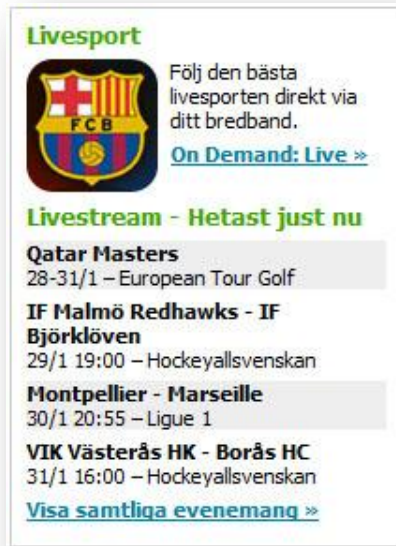 Livesport
FCB
Följ den bästa
livesporten direkt via
ditt bredband.
On Demand: Live »
Livestream - Hetast just nu
Qatar Masters
28-31/1 – European Tour Golf
IF Malmö Redhawks - IF
Björklöven
29/1 19:00 – Hockeyallsvenskan
Montpellier - Marseille
30/1 20:55 – Ligue 1
VIK Västerås HK - Borås HC
31/1 16:00 – Hockeyallsvenskan
Visa samtliga evenemang »